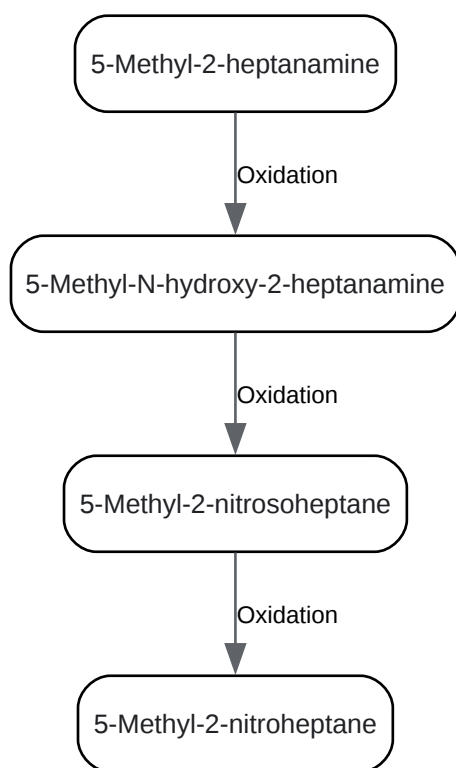 5-Methyl-2-heptanamine
Oxidation
5-Methyl-N-hydroxy-2-heptanamine
Oxidation
5-Methyl-2-nitrosoheptane
Oxidation
5-Methyl-2-nitroheptane